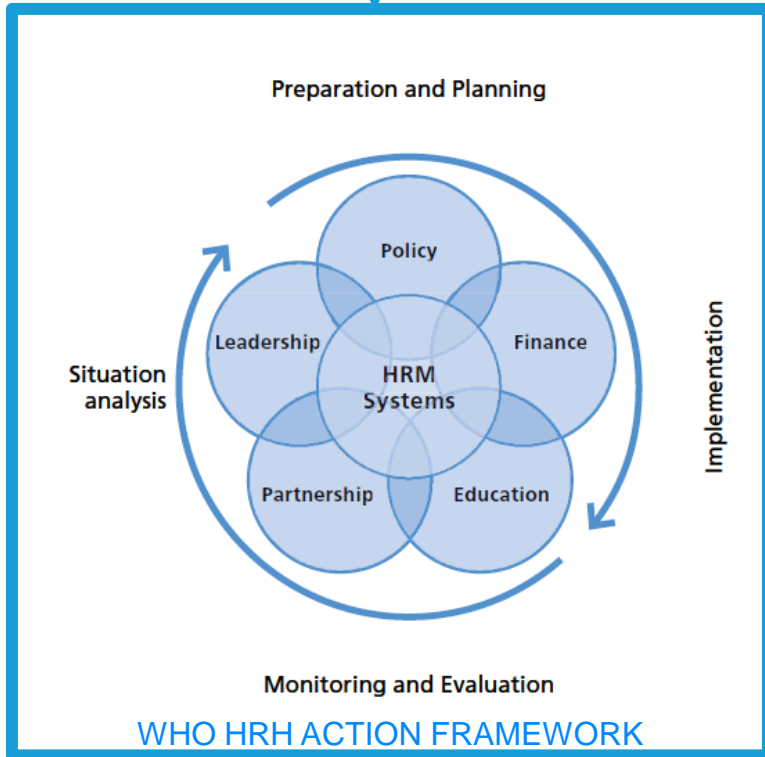 Preparation and Planning
Policy
Leadership
Finance
HRM
Systems
Situation
analysis
Implementation
Partnership
Education
Monitoring and Evaluation
WHO HRH ACTION FRAMEWORK